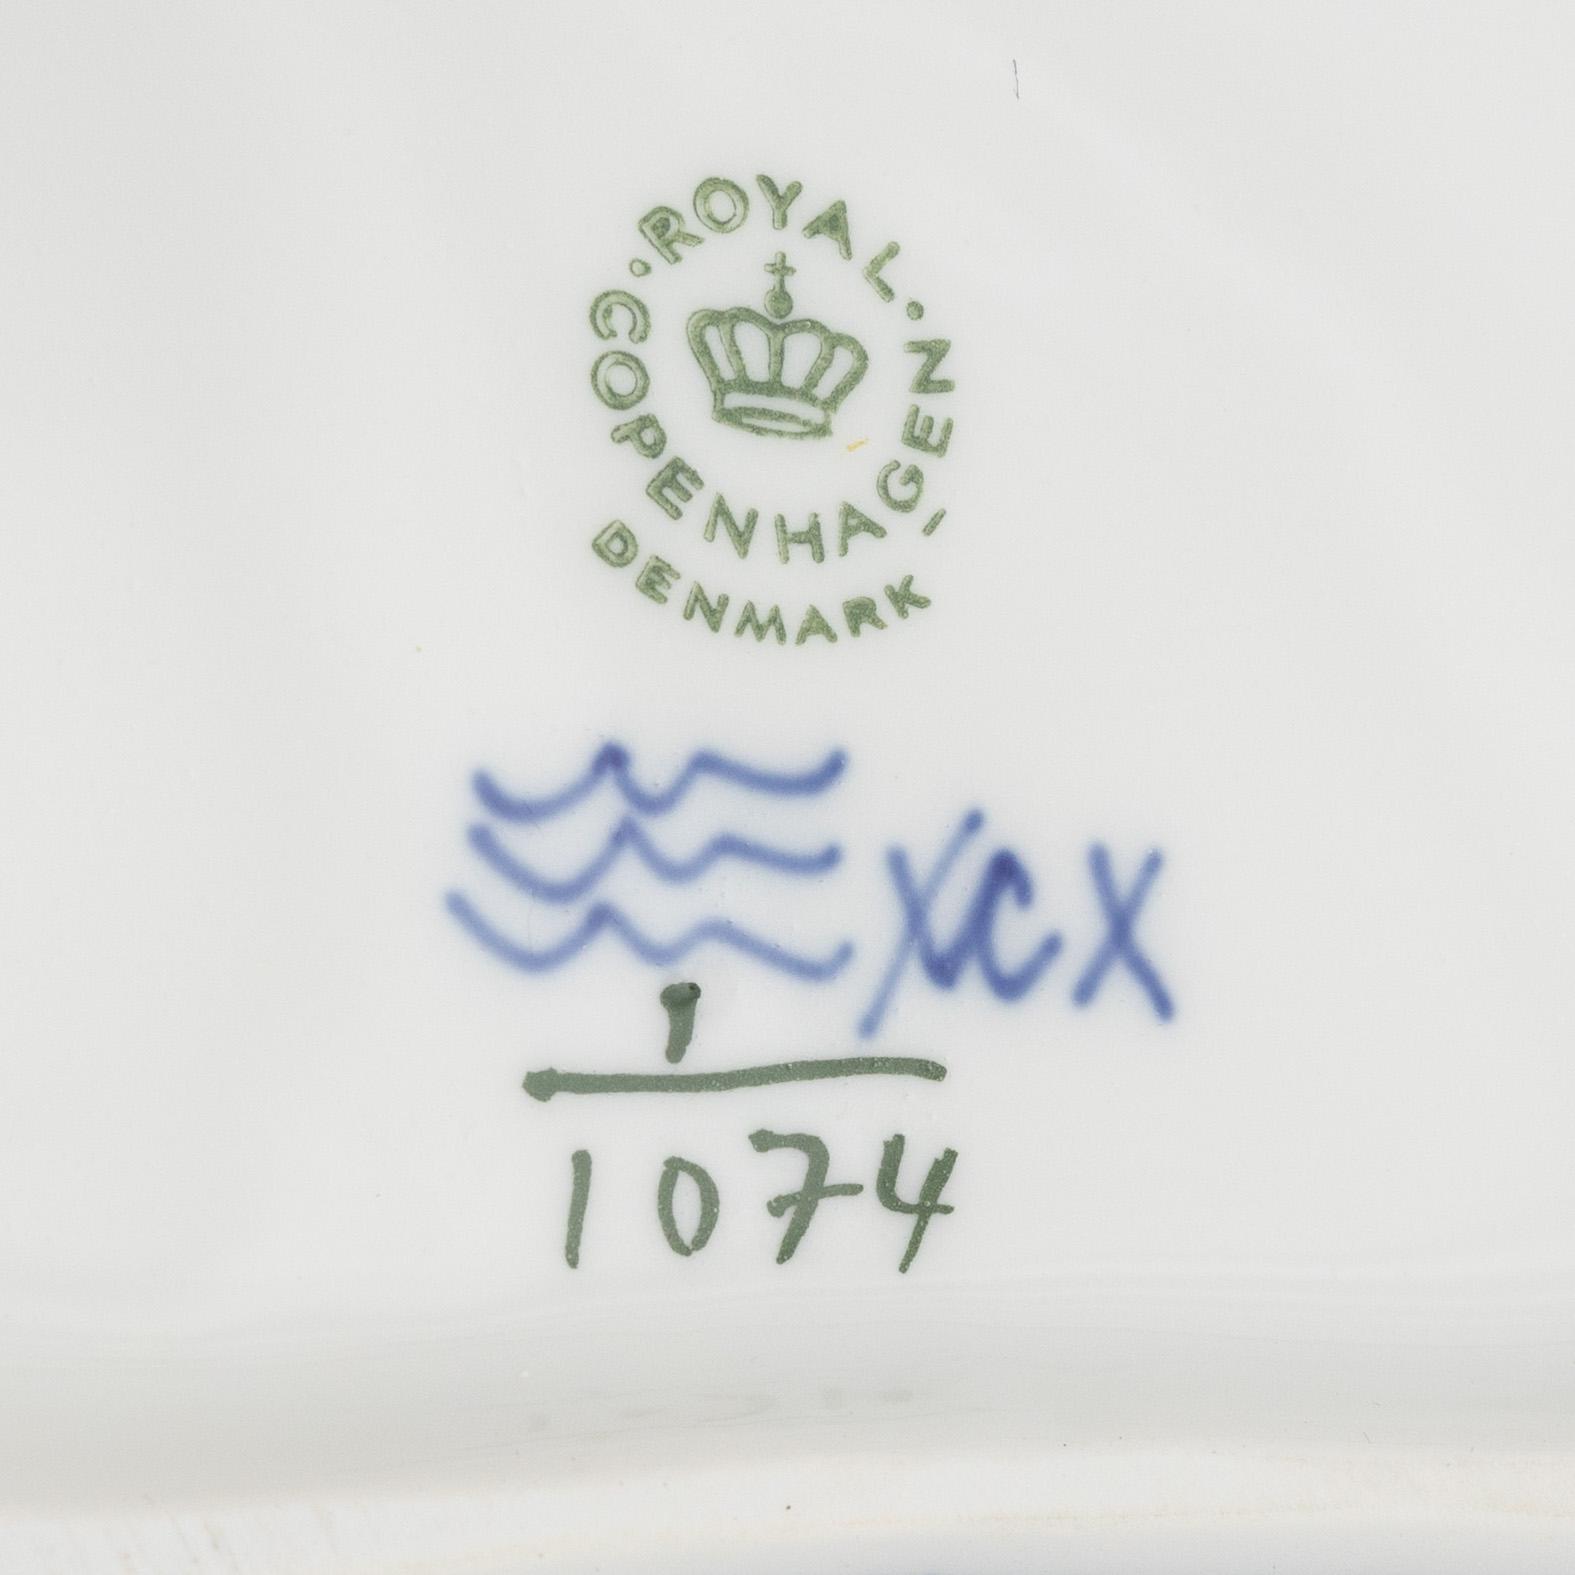 ROYAL.
.COPENHAGEN
DENMARK
XCX
1
1074